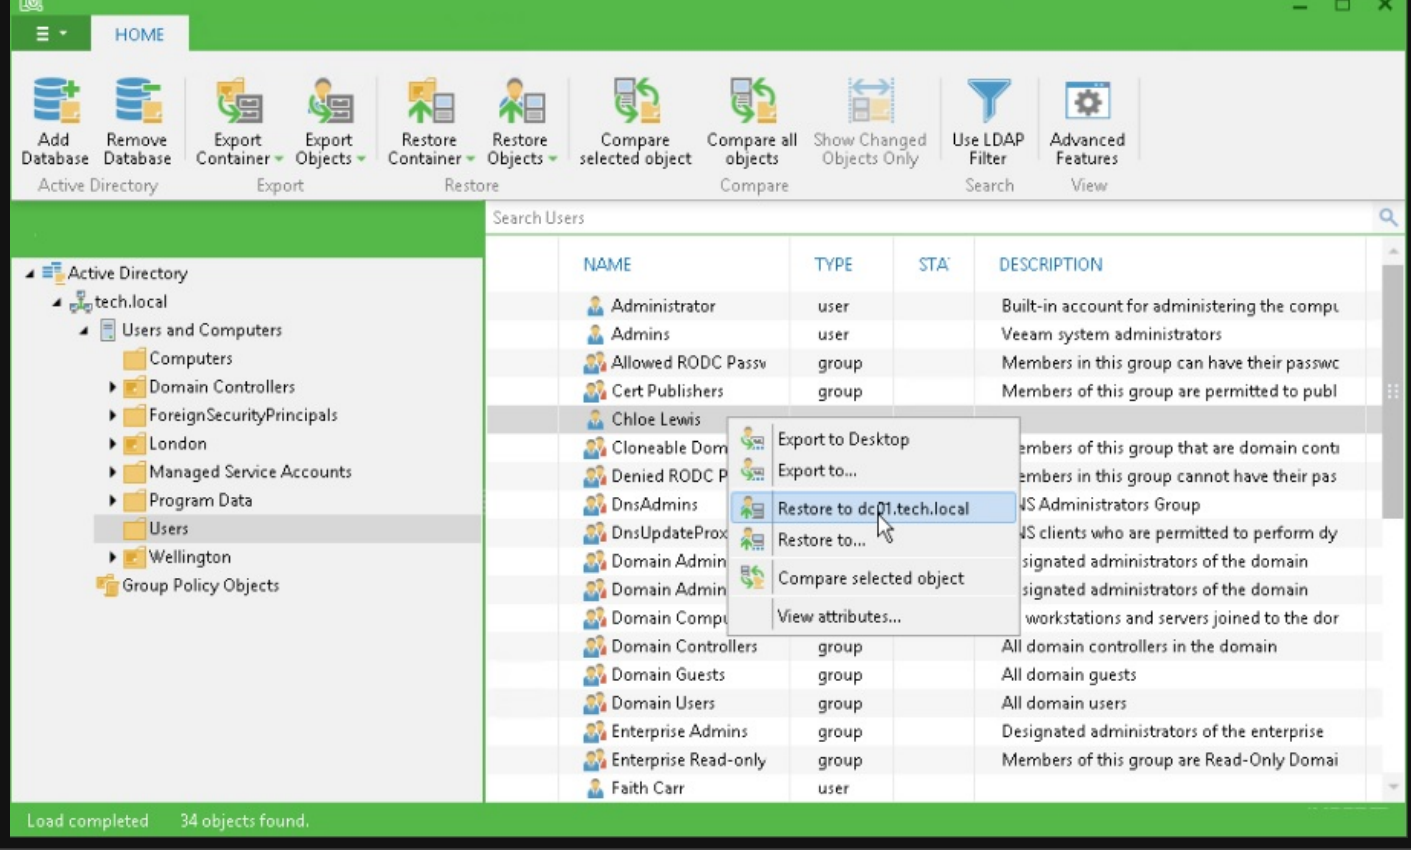 HOME
Add Database
Remove Database
Export Container
Export Objects
Restore Container
Restore Objects
Compare selected object
Compare all objects
Show Changed Objects Only
Use LDAP Filter
Advanced Features
Active Directory
Export
Restore
Compare
Search
View
Search Users
Active Directory
tech.local
Users and Computers
Computers
Domain Controllers
ForeignSecurityPrincipals
London
Managed Service Accounts
Program Data
Users
Wellington
Group Policy Objects
NAME TYPE STA DESCRIPTION
Administrator user Built-in account for administering the compu
Admins user Veeam system administrators
Allowed RODC Passw group Members in this group can have their passwc
Cert Publishers group Members of this group are permitted to publ
Chloe Lewis
Cloneable Dom embers of this group that are domain contr
Denied RODC P embers in this group cannot have their pas
DnsAdmins NS Administrators Group
DnsUpdateProx NS clients who are permitted to perform dy
Domain Admin signated administrators of the domain
Domain Admin signated administrators of the domain
Domain Compu workstations and servers joined to the dor
Domain Controllers group All domain controllers in the domain
Domain Guests group All domain guests
Domain Users group All domain users
Enterprise Admins group Designated administrators of the enterprise
Enterprise Read-only group Members of this group are Read-Only Domai
Faith Carr user
Export to Desktop
Export to...
Restore to dc01.tech.local
Restore to...
Compare selected object
View attributes...
Load completed 34 objects found.